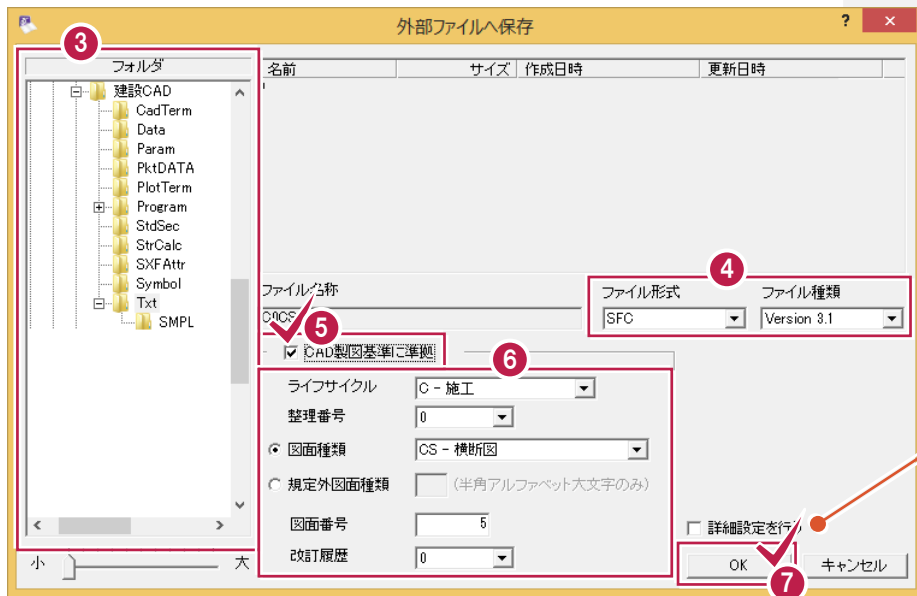 外部ファイルへ保存
?
×
3
フォルダ
名前 サイズ 作成日時 更新日時
建設CAD
CadTerm
Data
Param
PktDATA
PlotTerm
Program
StdSec
StrCalc
SXFAttr
Symbol
Txt
SMPL
小 大
4
ファイル名称 ファイル形式 ファイル種類
SFC Version 3.1
5
CAD製図基準に準拠
6
ライフサイクル C - 施工
整理番号 0
図面種類 CS - 横断図
規定外図面種類 (半角アルファベット大文字のみ)
図面番号 5
改訂履歴 0
詳細設定を行う
OK キャンセル
7